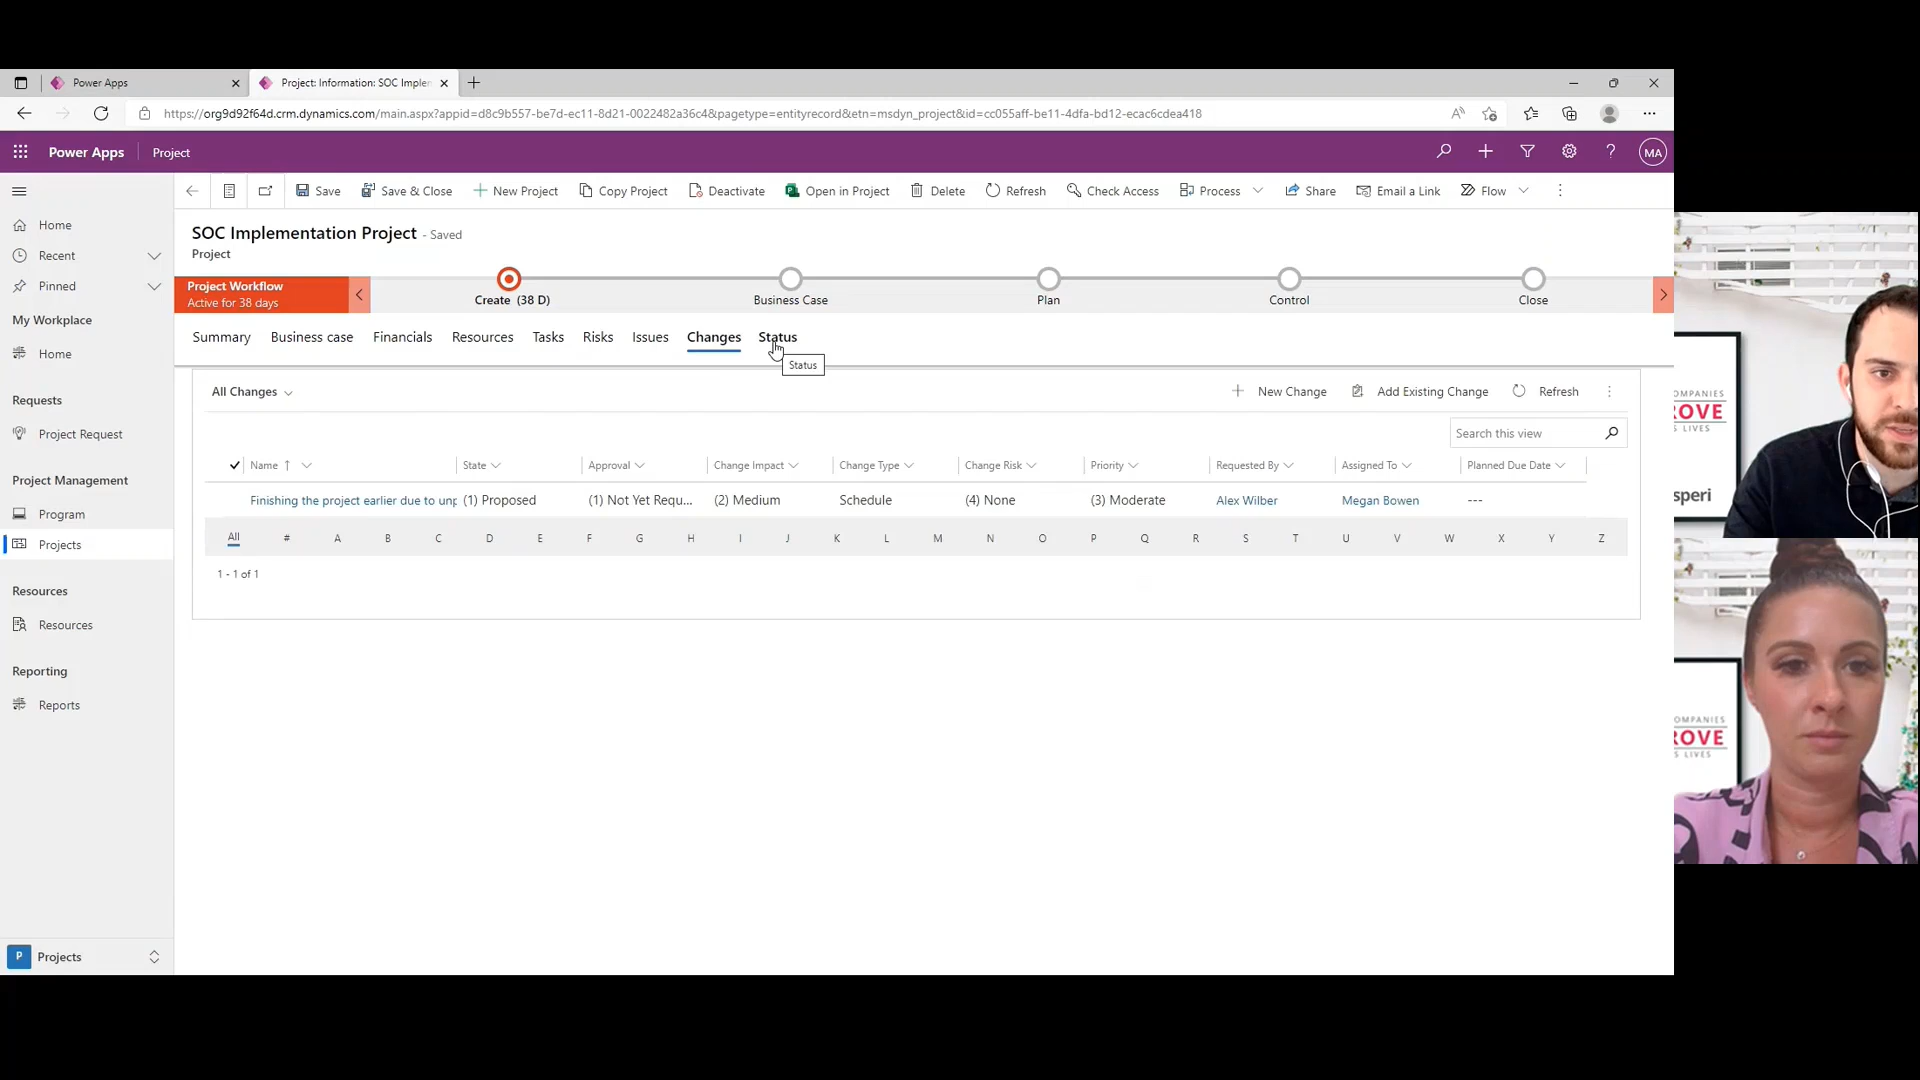 Power Apps
Project: Information: SOC Implem
https://org9d92f64d.crm.dynamics.com/main.aspx?appid=d8c9b557-be7d-ec11-8d21-0022482a36c4&pagetype=entityrecord&etn=msdyn_project&id=cc055aff-be11-4dfa-bd12-ecac6cdea418
Power Apps
Project
MA
Save
Save & Close
New Project
Copy Project
Deactivate
Open in Project
Delete
Refresh
Check Access
Process
Share
Email a Link
Flow
Home
Recent
Pinned
My Workplace
Home
Requests
Project Request
Project Management
Program
Projects
Resources
Resources
Reporting
Reports
P Projects
SOC Implementation Project - Saved
Project
Project Workflow
Active for 38 days
Create (38 D)
Business Case
Plan
Control
Close
Summary
Business case
Financials
Resources
Tasks
Risks
Issues
Changes
Status
Status
All Changes
New Change
Add Existing Change
Refresh
Search this view
Name
State
Approval
Change Impact
Change Type
Change Risk
Priority
Requested By
Assigned To
Planned Due Date
Finishing the project earlier due to unp
(1) Proposed
(1) Not Yet Requ...
(2) Medium
Schedule
(4) None
(3) Moderate
Alex Wilber
Megan Bowen
---
All # A B C D E F G H I J K L M N O P Q R S T U V W X Y Z
1 - 1 of 1
OMPANIES
ROVE
LIVES
speri
OMPANIES
ROVE
LIVES